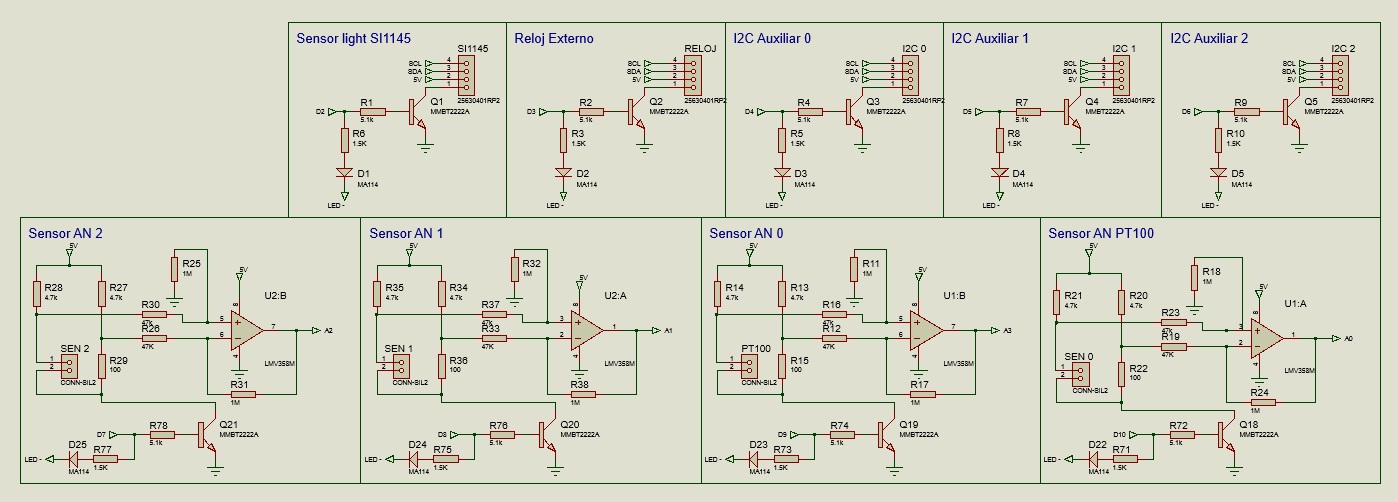 Sensor light SI1145
SI1145
SCL 4
SDA 3
5V 2
1
25630401RP2
D2
R1
5.1k
Q1
MMBT2222A
R6
1.5K
D1
MA114
LED -
Reloj Externo
RELOJ
SCL 4
SDA 3
5V 2
1
25630401RP2
D3
R2
5.1k
Q2
MMBT2222A
R3
1.5K
D2
MA114
LED -
I2C Auxiliar 0
I2C 0
SCL 4
SDA 3
5V 2
1
25630401RP2
D4
R4
5.1k
Q3
MMBT2222A
R5
1.5K
D3
MA114
LED -
I2C Auxiliar 1
I2C 1
SCL 4
SDA 3
5V 2
1
25630401RP2
D5
R7
5.1k
Q4
MMBT2222A
R8
1.5K
D4
MA114
LED -
I2C Auxiliar 2
I2C 2
SCL 4
SDA 3
5V 2
1
25630401RP2
D6
R9
5.1k
Q5
MMBT2222A
R10
1.5K
D5
MA114
LED -
Sensor AN 2
5V
R25
1M
5V
R28
4.7k
R27
4.7k
U2:B
8
R30
47k
5
R26
47K
6
7
A2
4
LMV358M
SEN 2
1
2
CONN-SIL2
R29
100
R31
1M
Q21
MMBT2222A
D7
R78
5.1k
D25
MA114
R77
1.5K
LED -
Sensor AN 1
5V
R32
1M
5V
R35
4.7k
R34
4.7k
U2:A
8
R37
47k
3
R33
47K
2
1
A1
4
LMV358M
SEN 1
1
2
CONN-SIL2
R36
100
R38
1M
Q20
MMBT2222A
D8
R76
5.1k
D24
MA114
R75
1.5K
LED -
Sensor AN 0
5V
R11
1M
5V
R14
4.7k
R13
4.7k
U1:B
8
R16
47k
5
R12
47K
6
7
A3
4
LMV358M
PT100
1
2
CONN-SIL2
R15
100
R17
1M
Q19
MMBT2222A
D9
R74
5.1k
D23
MA114
R73
1.5K
LED -
Sensor AN PT100
5V
R18
1M
5V
R21
4.7k
R20
4.7k
U1:A
8
R23
47k
3
R19
47K
2
1
A0
4
LMV358M
SEN 0
1
2
CONN-SIL2
R22
100
R24
1M
Q18
MMBT2222A
D10
R72
5.1k
D22
MA114
R71
1.5K
LED -